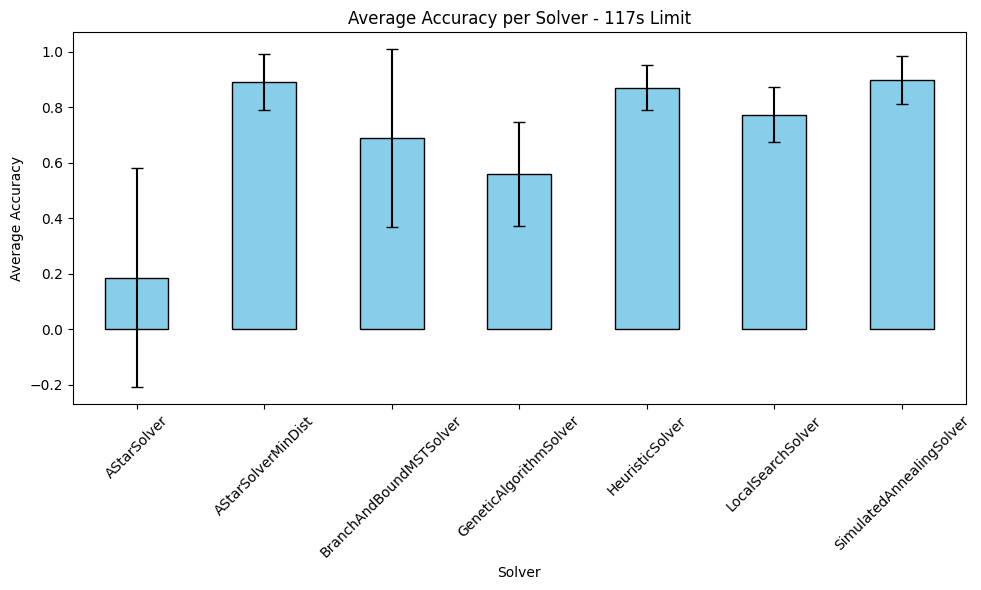 Average Accuracy per Solver - 117s Limit
Average Accuracy
1.0
0.8
0.6
0.4
0.2
0.0
−0.2
AStarSolver
AStarSolverMinDist
BranchAndBoundMSTSolver
GeneticAlgorithmSolver
HeuristicSolver
LocalSearchSolver
SimulatedAnnealingSolver
Solver